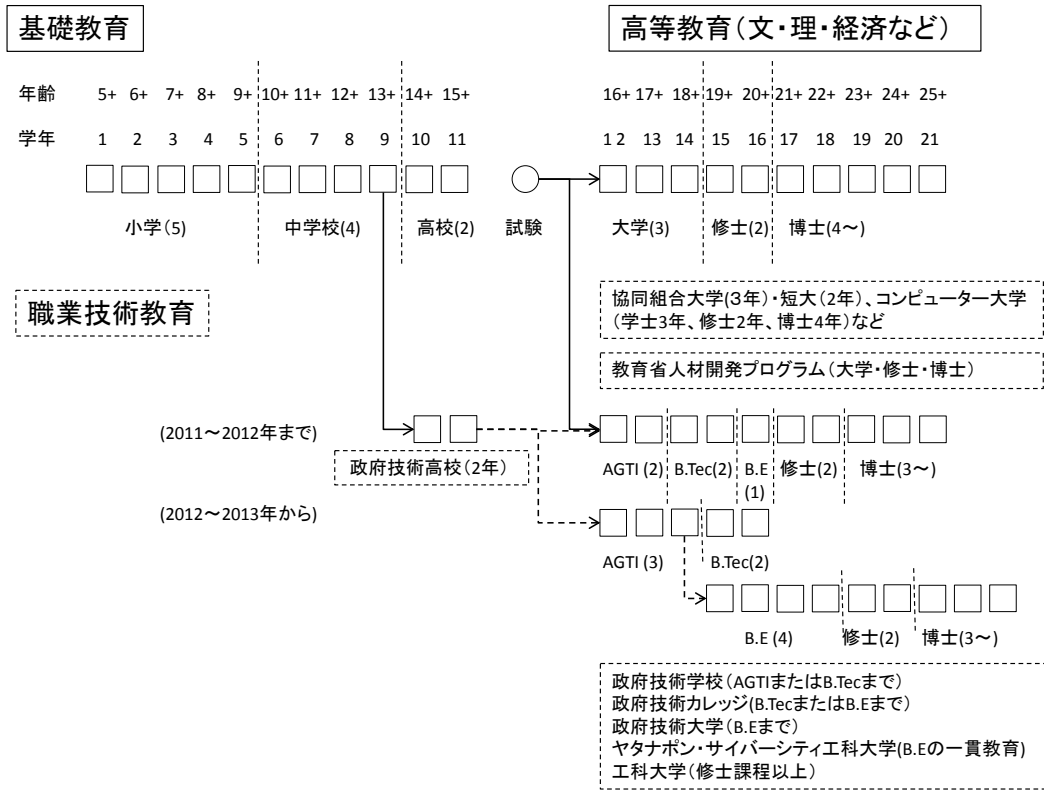 基礎教育
高等教育（文・理・経済など）
年齢 5+ 6+ 7+ 8+ 9+ 10+ 11+ 12+ 13+ 14+ 15+ 16+ 17+ 18+ 19+ 20+ 21+ 22+ 23+ 24+ 25+
学年 1 2 3 4 5 6 7 8 9 10 11 1 2 13 14 15 16 17 18 19 20 21
小学（5） 中学校(4) 高校(2) 試験 大学(3) 修士(2) 博士(4～)
職業技術教育
協同組合大学(３年)・短大（2年）、コンピューター大学
（学士3年、修士2年、博士4年）など
教育省人材開発プログラム（大学・修士・博士）
(2011～2012年まで)
政府技術高校（2年）
AGTI (2) B.Tec(2) B.E (1) 修士(2) 博士(3～)
(2012～2013年から)
AGTI (3) B.Tec(2)
B.E (4) 修士(2) 博士(3～)
政府技術学校（AGTIまたはB.Tecまで）
政府技術カレッジ(B.TecまたはB.Eまで）
政府技術大学（B.Eまで）
ヤタナポン・サイバーシティ工科大学(B.Eの一貫教育)
工科大学（修士課程以上）